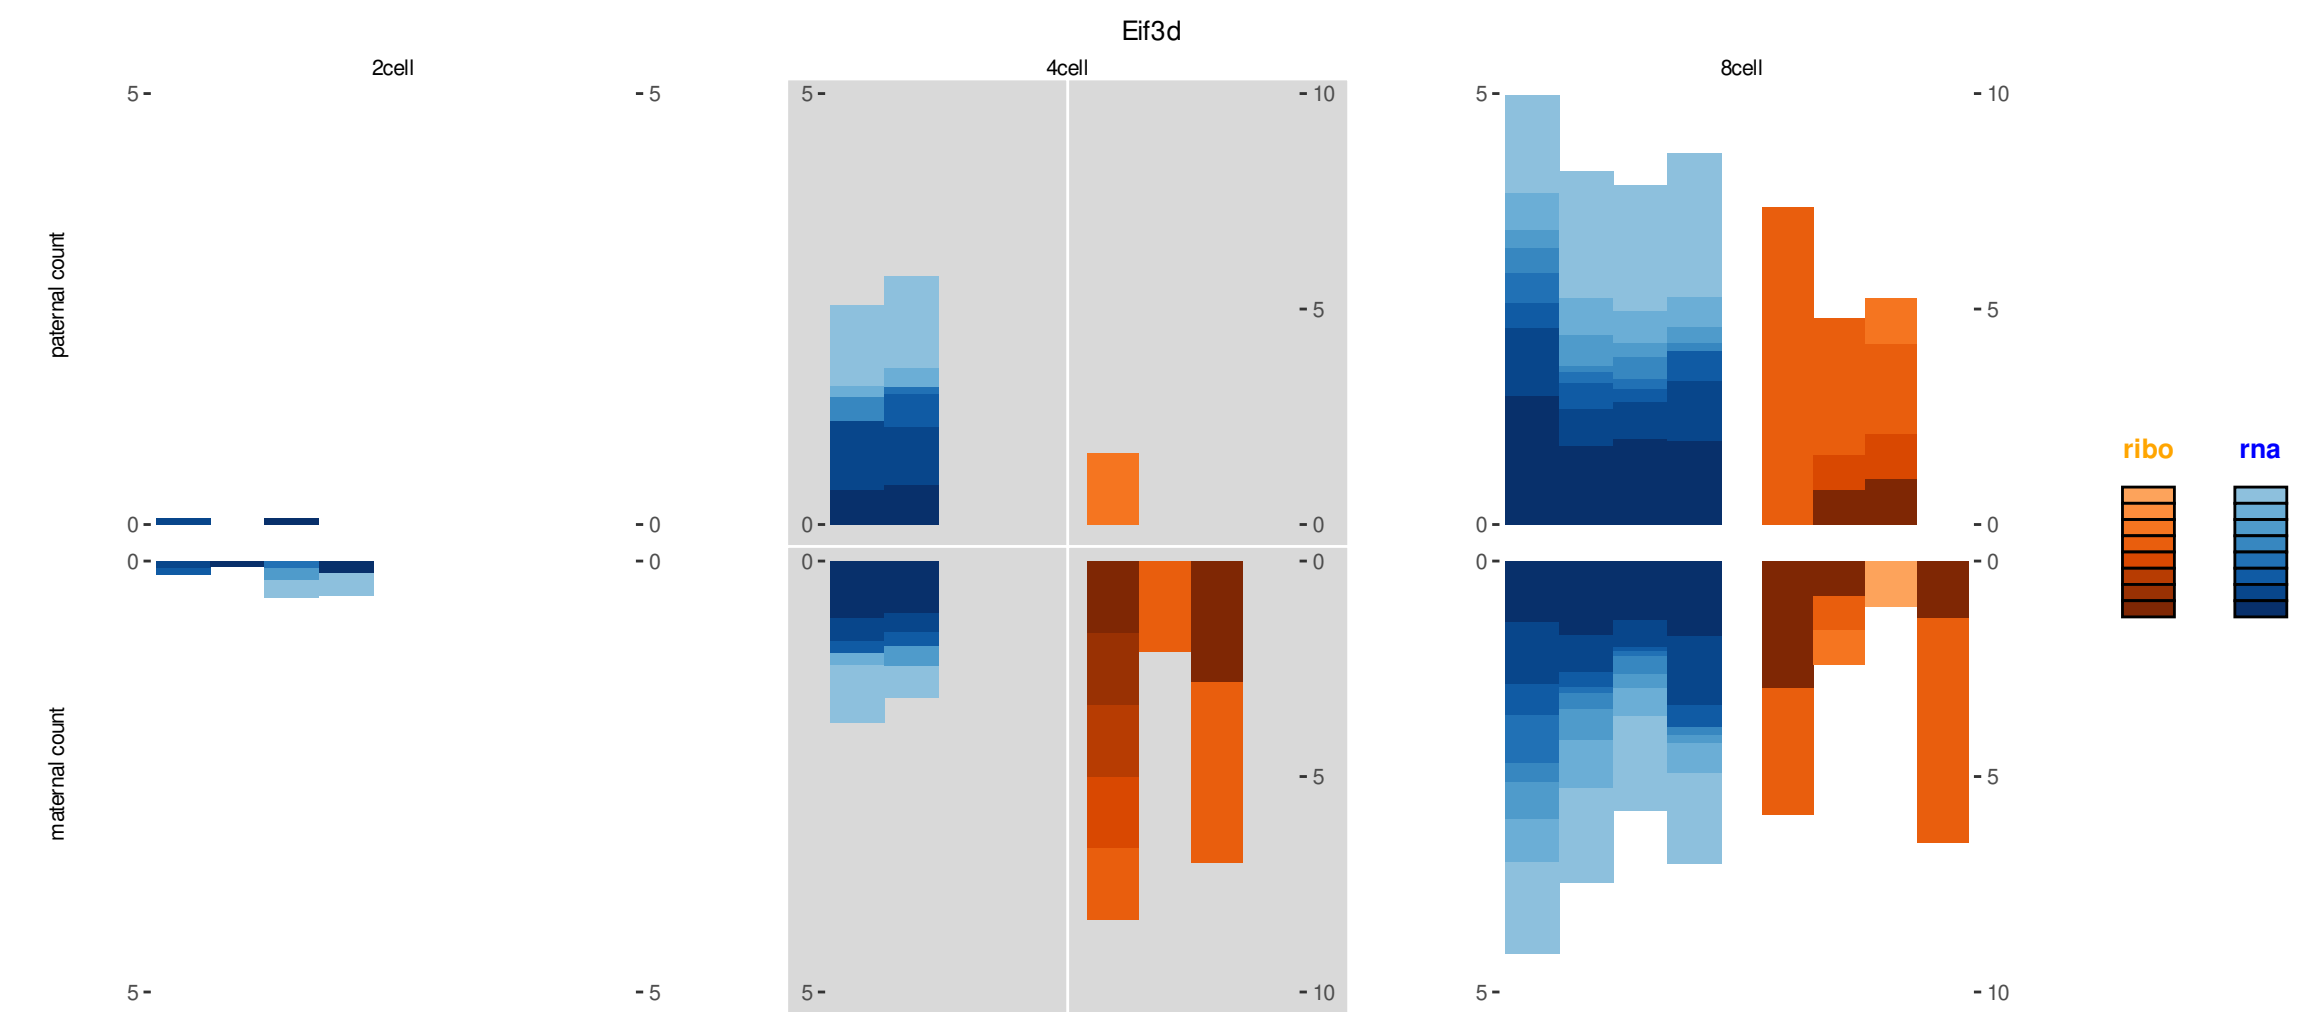 Eif3d
2cell 4cell 8cell
5 5 5 10 5 10
5 5
paternal count
ribo rna
0 0 0 0 0 0
0 0 0 0 0 0
maternal count
5 5
5 5 5 10 5 10